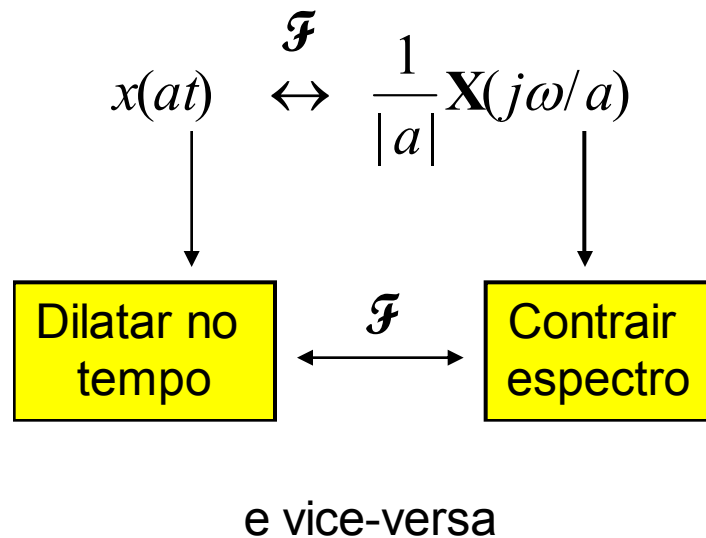 ℱ
x(at) ↔ 1/|a| X(jω/a)
Dilatar no
tempo
ℱ
Contrair
espectro
e vice-versa